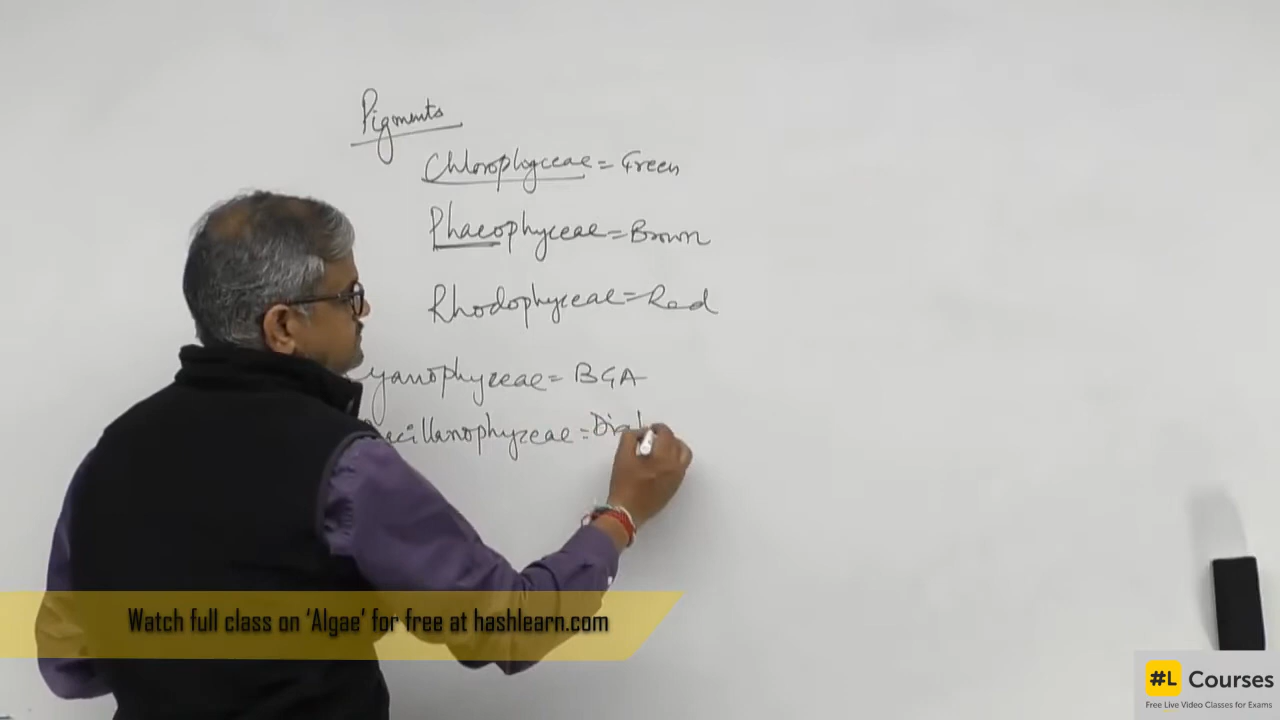 Pigments
Chlorophyceae = Green
Phaeophyceae = Brown
Rhodophyceae = Red
yanophyceae = BGA
acillariophyceae =
Watch full class on ‘Algae’ for free at hashlearn.com
#L Courses
Free Live Video Classes for Exams